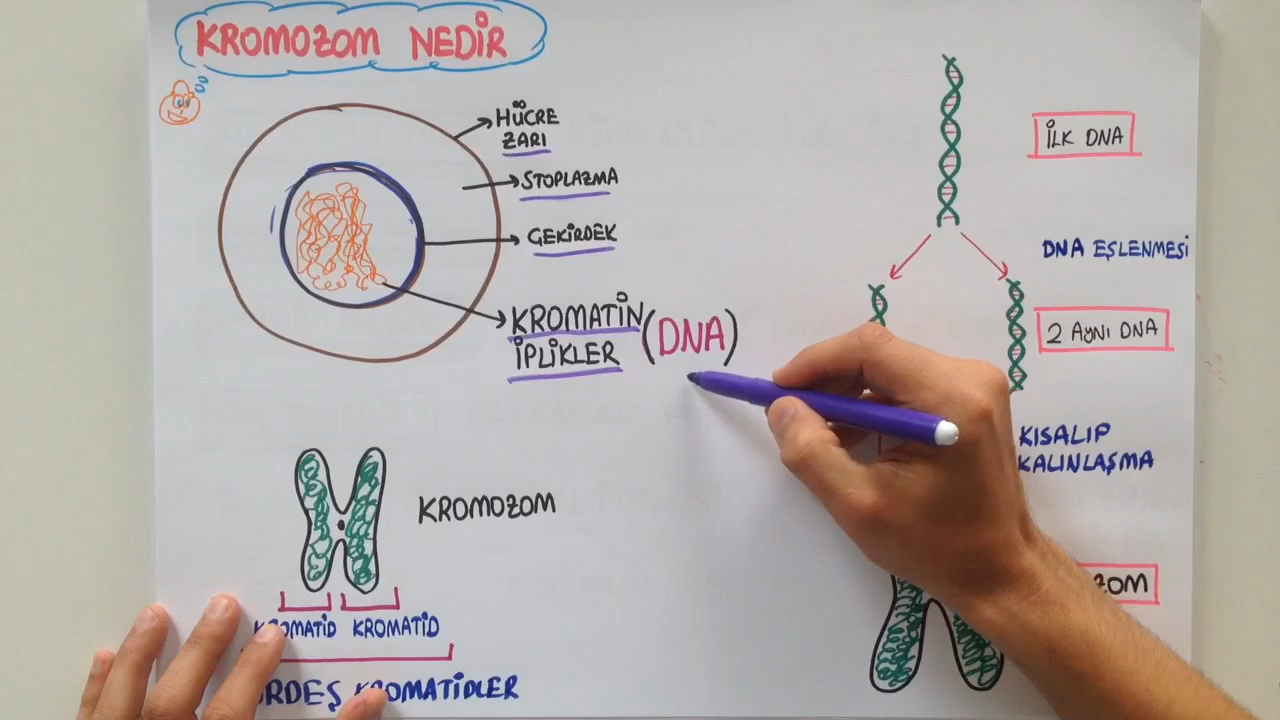 KROMOZOM NEDİR
HÜCRE
ZARI
STOPLAZMA
ÇEKİRDEK
KROMATİN
İPLİKLER (DNA)
KROMOZOM
KROMATİD KROMATİD
KROMATİDLER
İLK DNA
DNA EŞLENMESİ
2 AYNI DNA
KISALIP
KALINLAŞMA